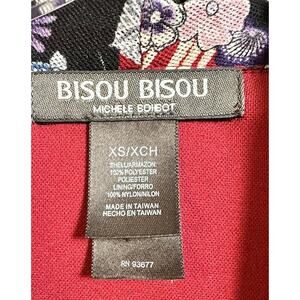 BISOU BISOU
MICHELE BOHBOT
XS/XCH
SHELL/ARMAZON:
100% POLYESTER
POLIESTER
LINING/FORRO
100% NYLON/NILON
MADE IN TAIWAN
HECHO EN TAIWAN
RN 93677